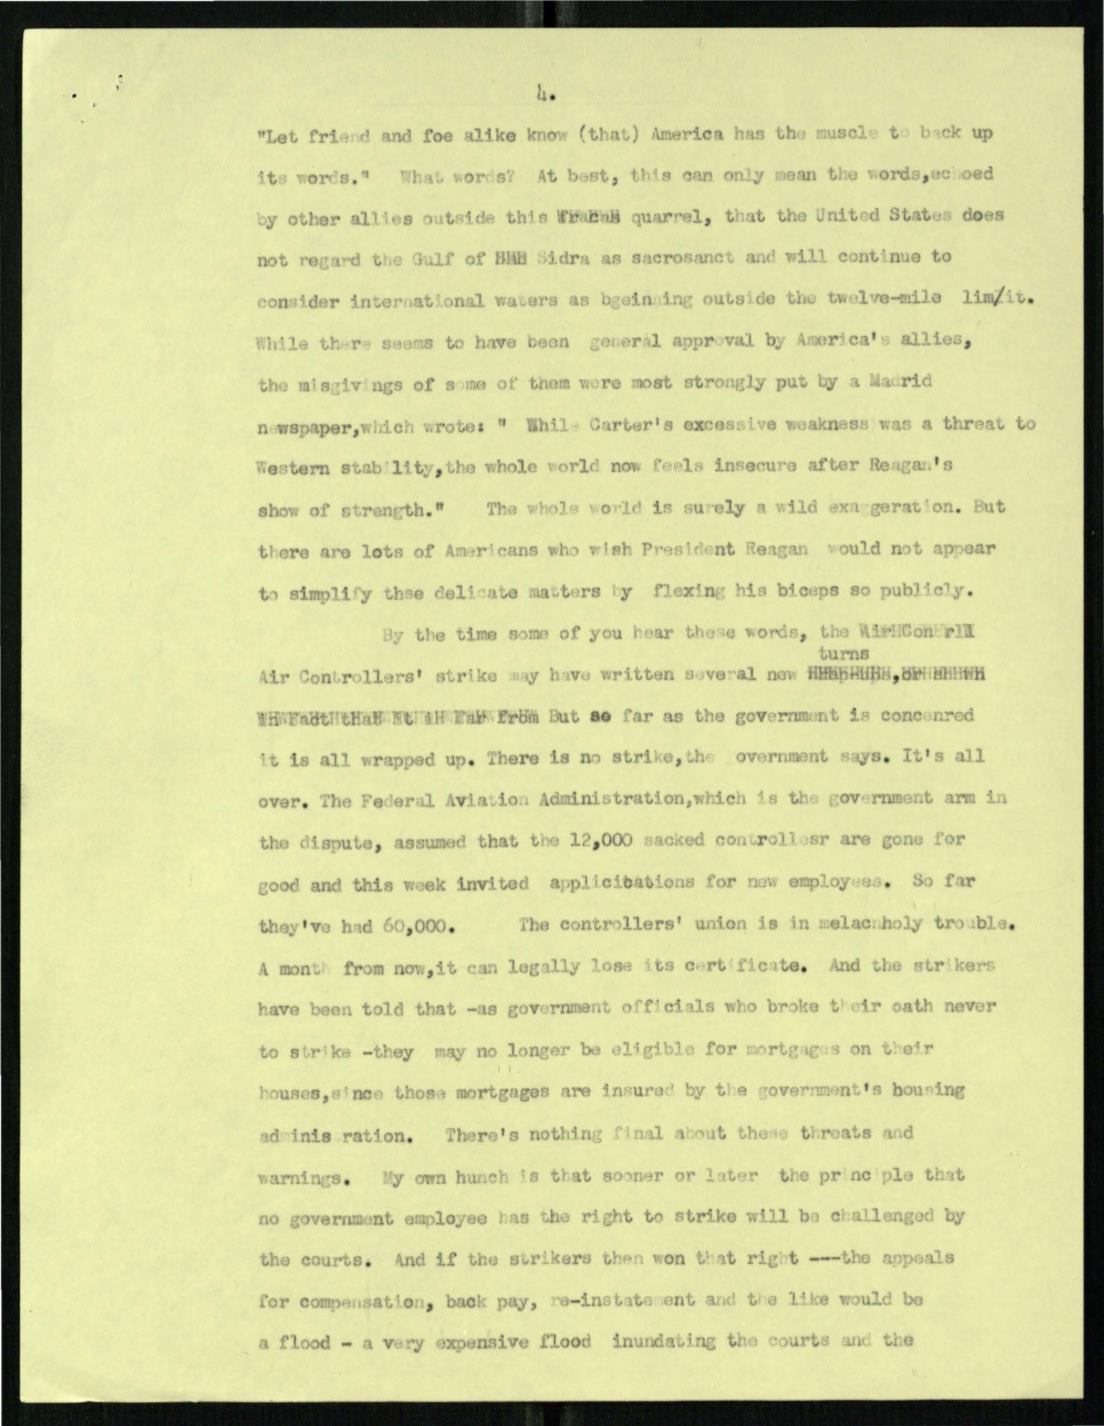 4.
"Let friend and foe alike know (that) America has the muscle to back up
its words." What words? At best, this can only mean the words,echoed
by other allies outside this quarrel, that the United States does
not regard the Gulf of Sidra as sacrosanct and will continue to
consider international waters as bgeinning outside the twelve-mile lim/it.
While there seems to have been general approval by America's allies,
the misgivings of some of them were most strongly put by a Madrid
newspaper,which wrote: " While Carter's excessive weakness was a threat to
Western stability,the whole world now feels insecure after Reagan's
show of strength." The whole world is surely a wild exaggeration. But
there are lots of Americans who wish President Reagan would not appear
to simplify thse delicate matters by flexing his biceps so publicly.
By the time some of you hear these words, the
turns
Air Controllers' strike may have written several new
But so far as the government is concenred
it is all wrapped up. There is no strike,the overnment says. It's all
over. The Federal Aviation Administration,which is the government arm in
the dispute, assumed that the 12,000 sacked controllesr are gone for
good and this week invited applicitations for new employees. So far
they've had 60,000. The controllers' union is in melacnholy trouble.
A month from now,it can legally lose its certificate. And the strikers
have been told that -as government officials who broke their oath never
to strike -they may no longer be eligible for mortgages on their
houses,since those mortgages are insured by the government's housing
administration. There's nothing final about these threats and
warnings. My own hunch is that sooner or later the principle that
no government employee has the right to strike will be challenged by
the courts. And if the strikers then won that right ---the appeals
for compensation, back pay, re-instatement and the like would be
a flood - a very expensive flood inundating the courts and the